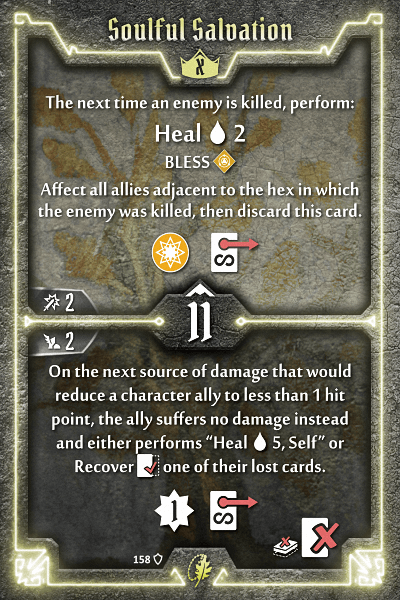 Soulful Salvation
X
The next time an enemy is killed, perform:
Heal 2
BLESS
Affect all allies adjacent to the hex in which
the enemy was killed, then discard this card.
2
11
2
On the next source of damage that would
reduce a character ally to less than 1 hit
point, the ally suffers no damage instead
and either performs “Heal 5, Self” or
Recover one of their lost cards.
1
158